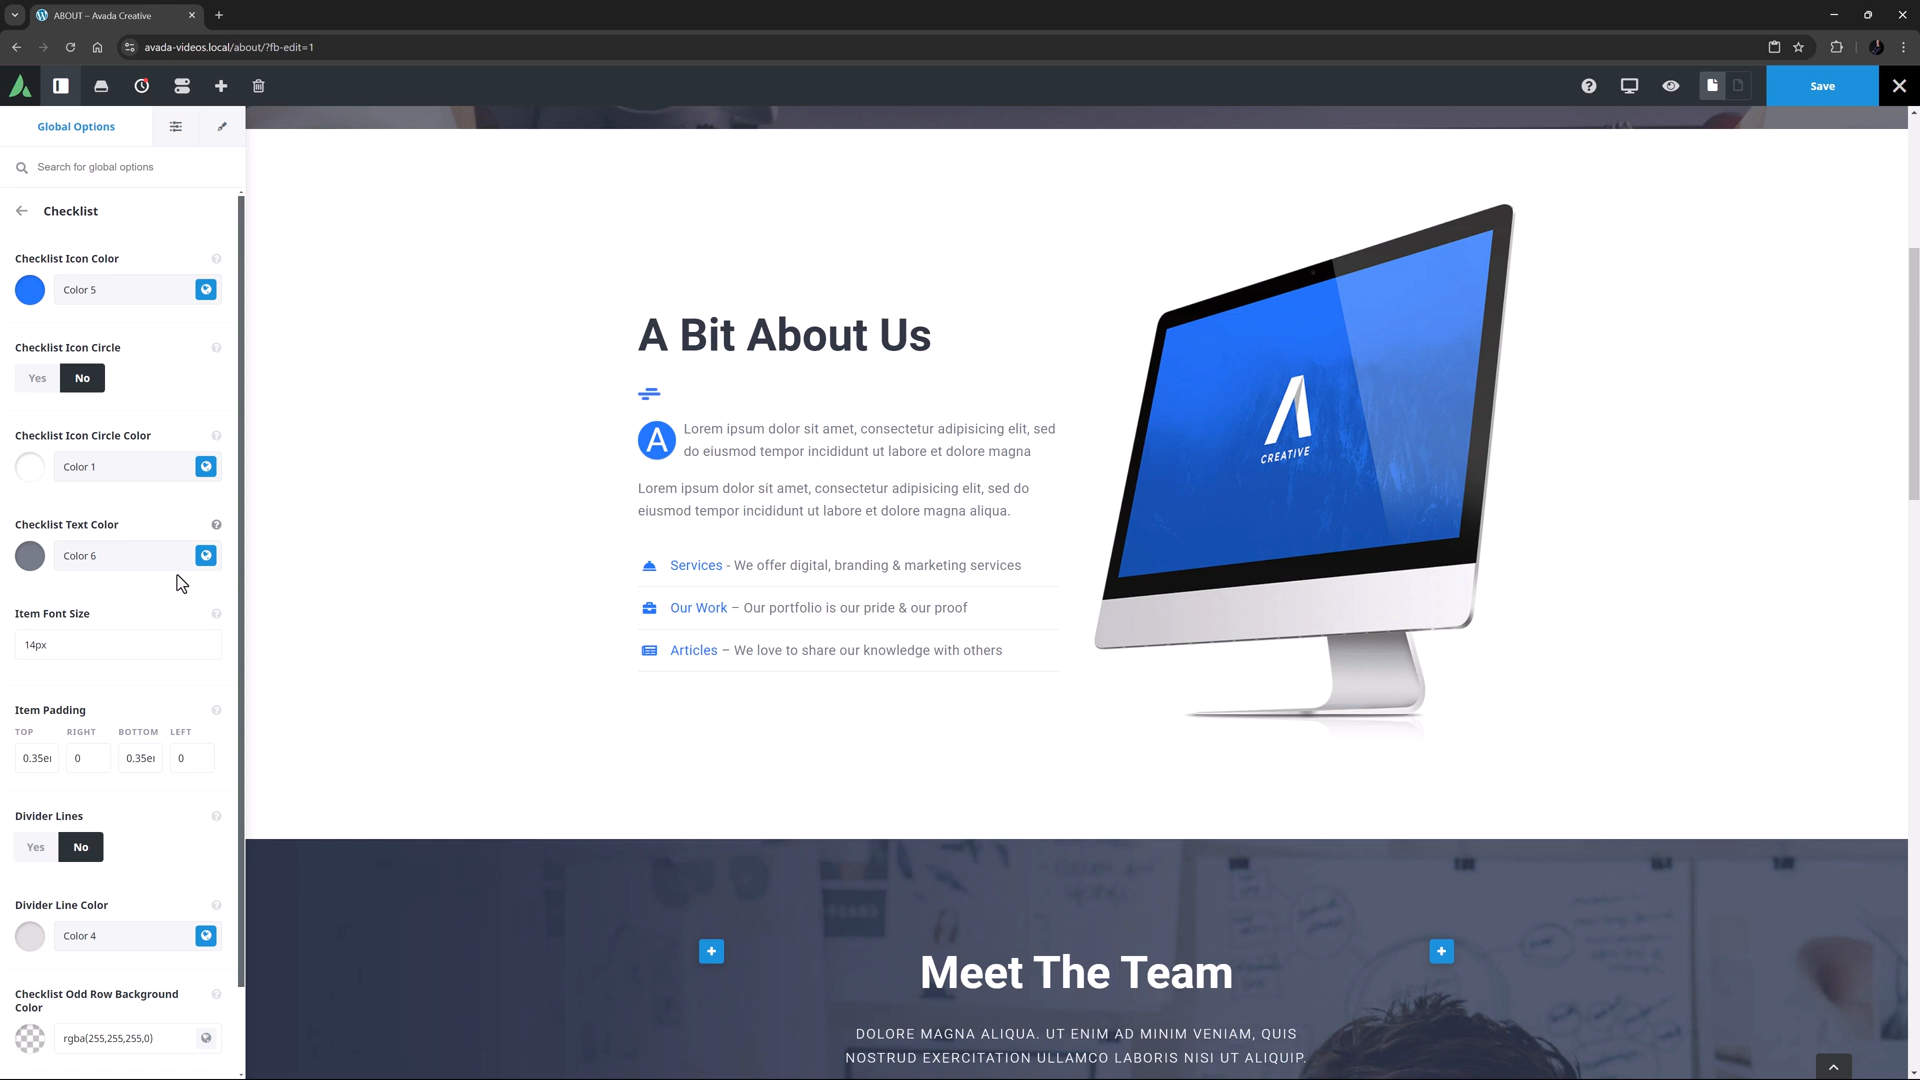 ABOUT – Avada Creative
avada-videos.local/about/?fb-edit=1
Save
Global Options
Search for global options
Checklist
Checklist Icon Color
Color 5
Checklist Icon Circle
Yes No
Checklist Icon Circle Color
Color 1
Checklist Text Color
Color 6
Item Font Size
14px
Item Padding
TOP RIGHT BOTTOM LEFT
0 0
Divider Lines
Yes No
Divider Line Color
Color 4
Checklist Odd Row Background
Color
rgba(255,255,255,0)
A Bit About Us
A Lorem ipsum dolor sit amet, consectetur adipisicing elit, sed
do eiusmod tempor incididunt ut labore et dolore magna
Lorem ipsum dolor sit amet, consectetur adipisicing elit, sed do
eiusmod tempor incididunt ut labore et dolore magna aliqua.
Services - We offer digital, branding & marketing services
Our Work – Our portfolio is our pride & our proof
Articles – We love to share our knowledge with others
CREATIVE
Meet The Team
DOLORE MAGNA ALIQUA. UT ENIM AD MINIM VENIAM, QUIS
NOSTRUD EXERCITATION ULLAMCO LABORIS NISI UT ALIQUIP.